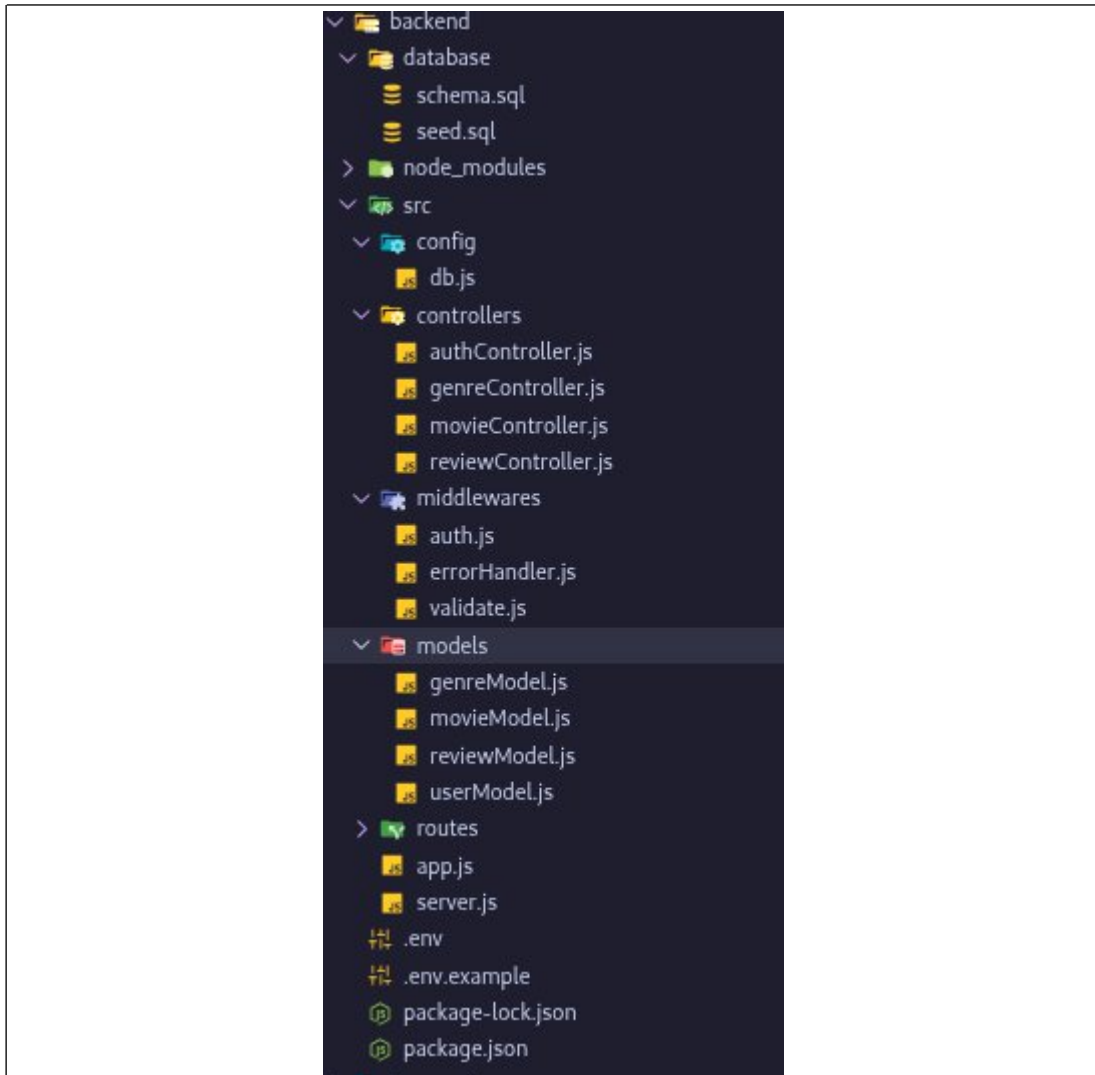 backend
database
schema.sql
seed.sql
node_modules
src
config
db.js
controllers
authController.js
genreController.js
movieController.js
reviewController.js
middlewares
auth.js
errorHandler.js
validate.js
models
genreModel.js
movieModel.js
reviewModel.js
userModel.js
routes
app.js
server.js
.env
.env.example
package-lock.json
package.json